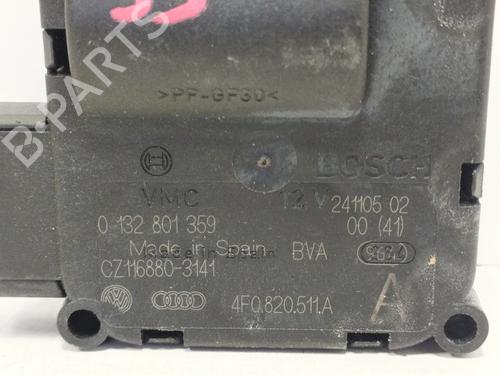 >PP-GF30<
B-PARTS
BOSCH
VMC 12 V 241105 02
0 132 801 359 00 (41)
Made in Spain BVA
CZ116880-3141
4F0.820.511.A A